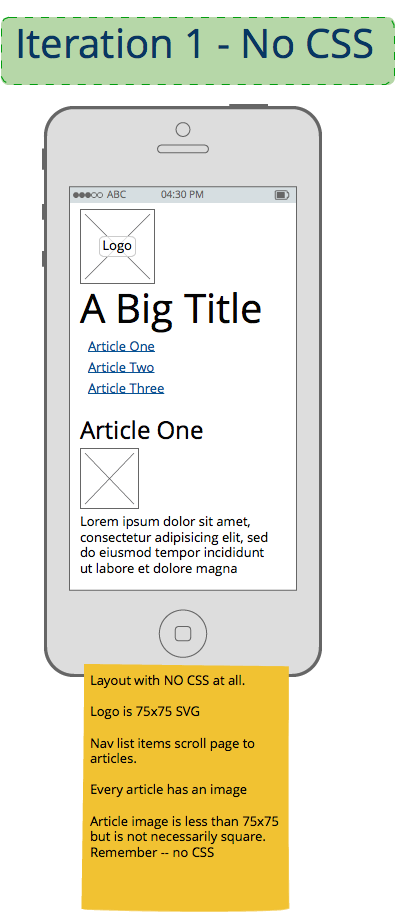 Iteration 1 - No CSS
ABC 04:30 PM
Logo
A Big Title
Article One
Article Two
Article Three
Article One
Lorem ipsum dolor sit amet,
consectetur adipisicing elit, sed
do eiusmod tempor incididunt
ut labore et dolore magna
Layout with NO CSS at all.
Logo is 75x75 SVG
Nav list items scroll page to
articles.
Every article has an image
Article image is less than 75x75
but is not necessarily square.
Remember -- no CSS